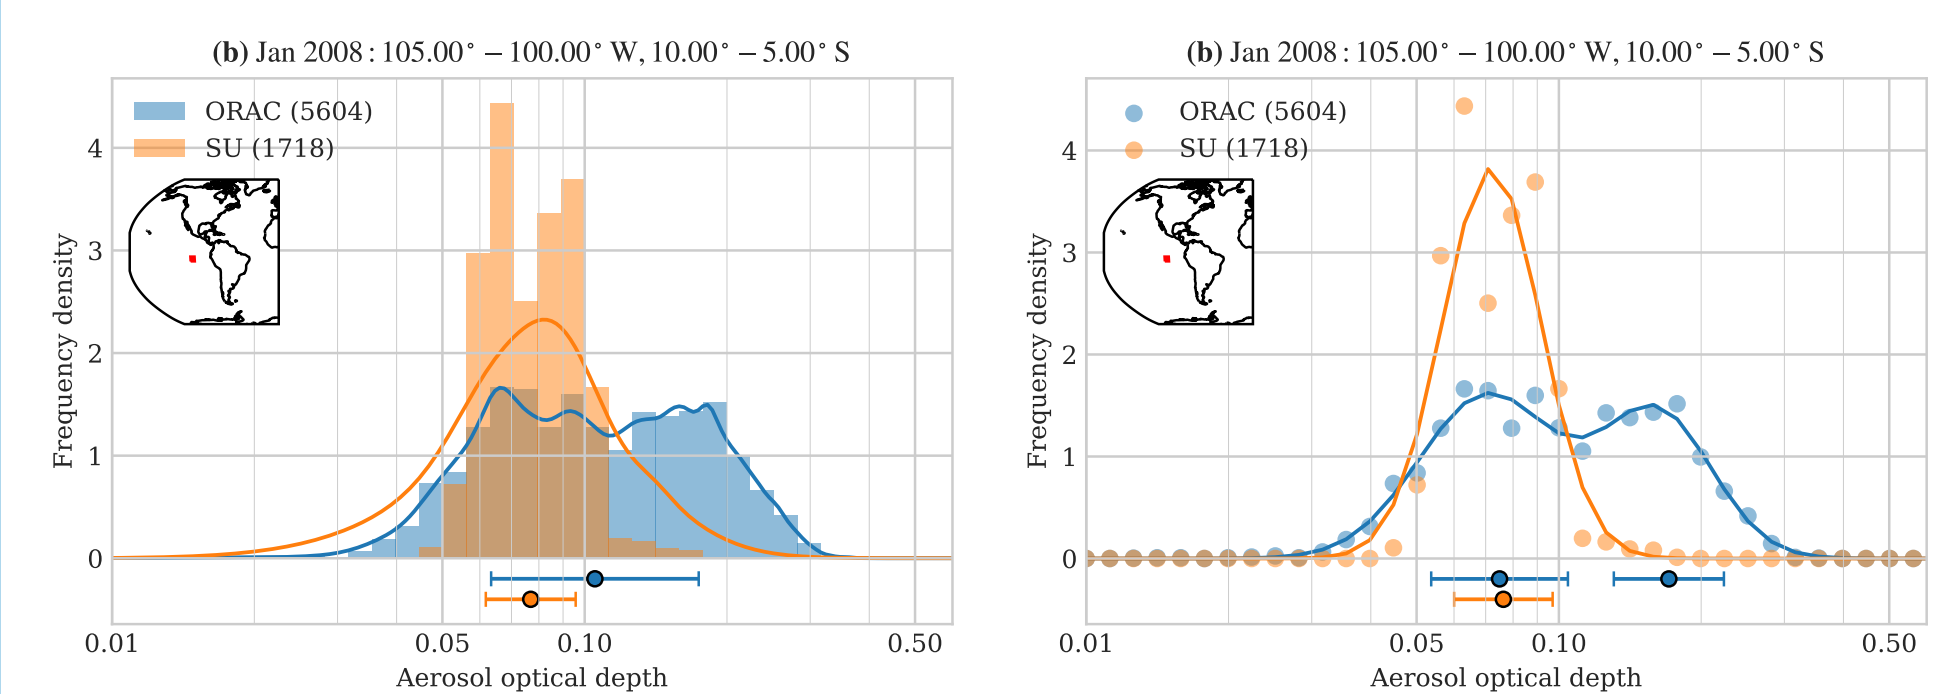 (b) Jan 2008 : 105.00° − 100.00° W, 10.00° − 5.00° S
ORAC (5604)
SU (1718)
Frequency density
4
3
2
1
0
0.01 0.05 0.10 0.50
Aerosol optical depth
(b) Jan 2008 : 105.00° − 100.00° W, 10.00° − 5.00° S
ORAC (5604)
SU (1718)
Frequency density
4
3
2
1
0
0.01 0.05 0.10 0.50
Aerosol optical depth